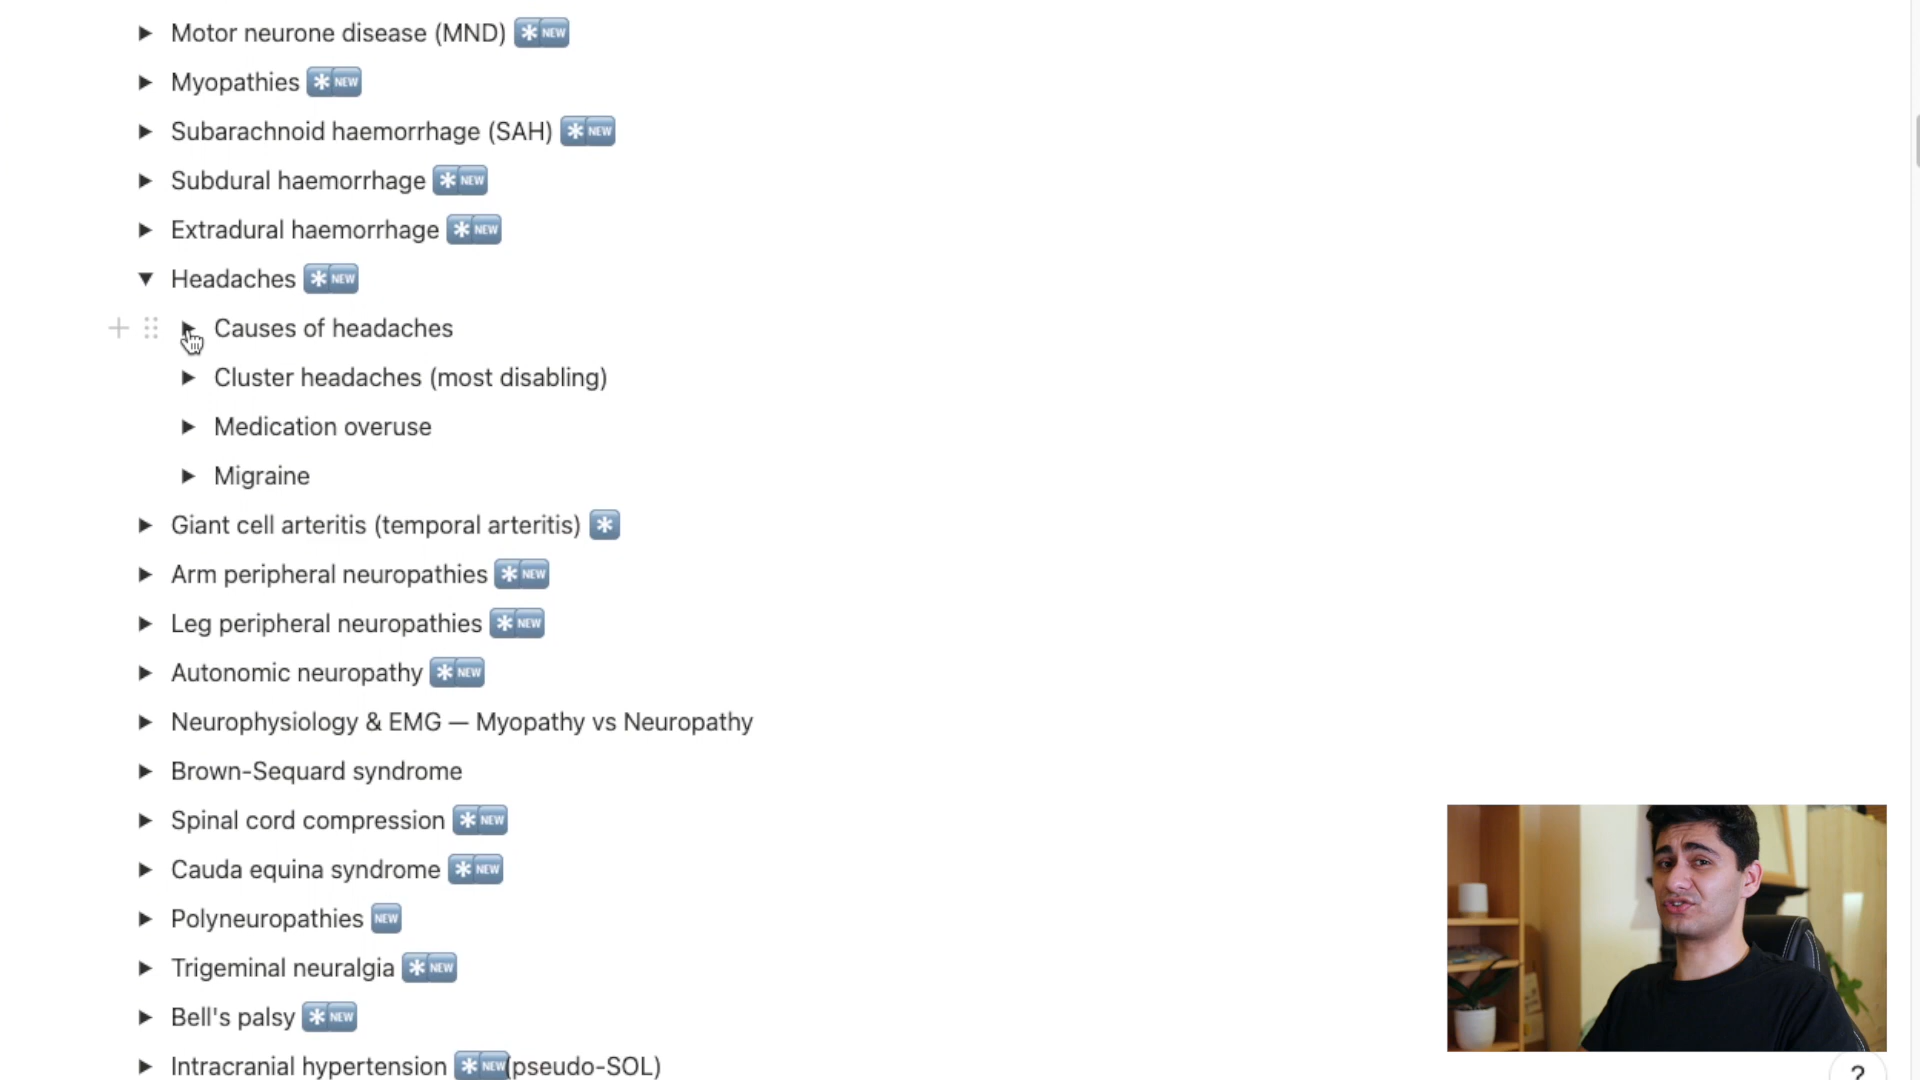 Motor neurone disease (MND) *️⃣🆕
Myopathies *️⃣🆕
Subarachnoid haemorrhage (SAH) *️⃣🆕
Subdural haemorrhage *️⃣🆕
Extradural haemorrhage *️⃣🆕
Headaches *️⃣🆕
Causes of headaches
Cluster headaches (most disabling)
Medication overuse
Migraine
Giant cell arteritis (temporal arteritis) *️⃣
Arm peripheral neuropathies *️⃣🆕
Leg peripheral neuropathies *️⃣🆕
Autonomic neuropathy *️⃣🆕
Neurophysiology & EMG — Myopathy vs Neuropathy
Brown-Sequard syndrome
Spinal cord compression *️⃣🆕
Cauda equina syndrome *️⃣🆕
Polyneuropathies 🆕
Trigeminal neuralgia *️⃣🆕
Bell's palsy *️⃣🆕
Intracranial hypertension *️⃣🆕(pseudo-SOL)
?